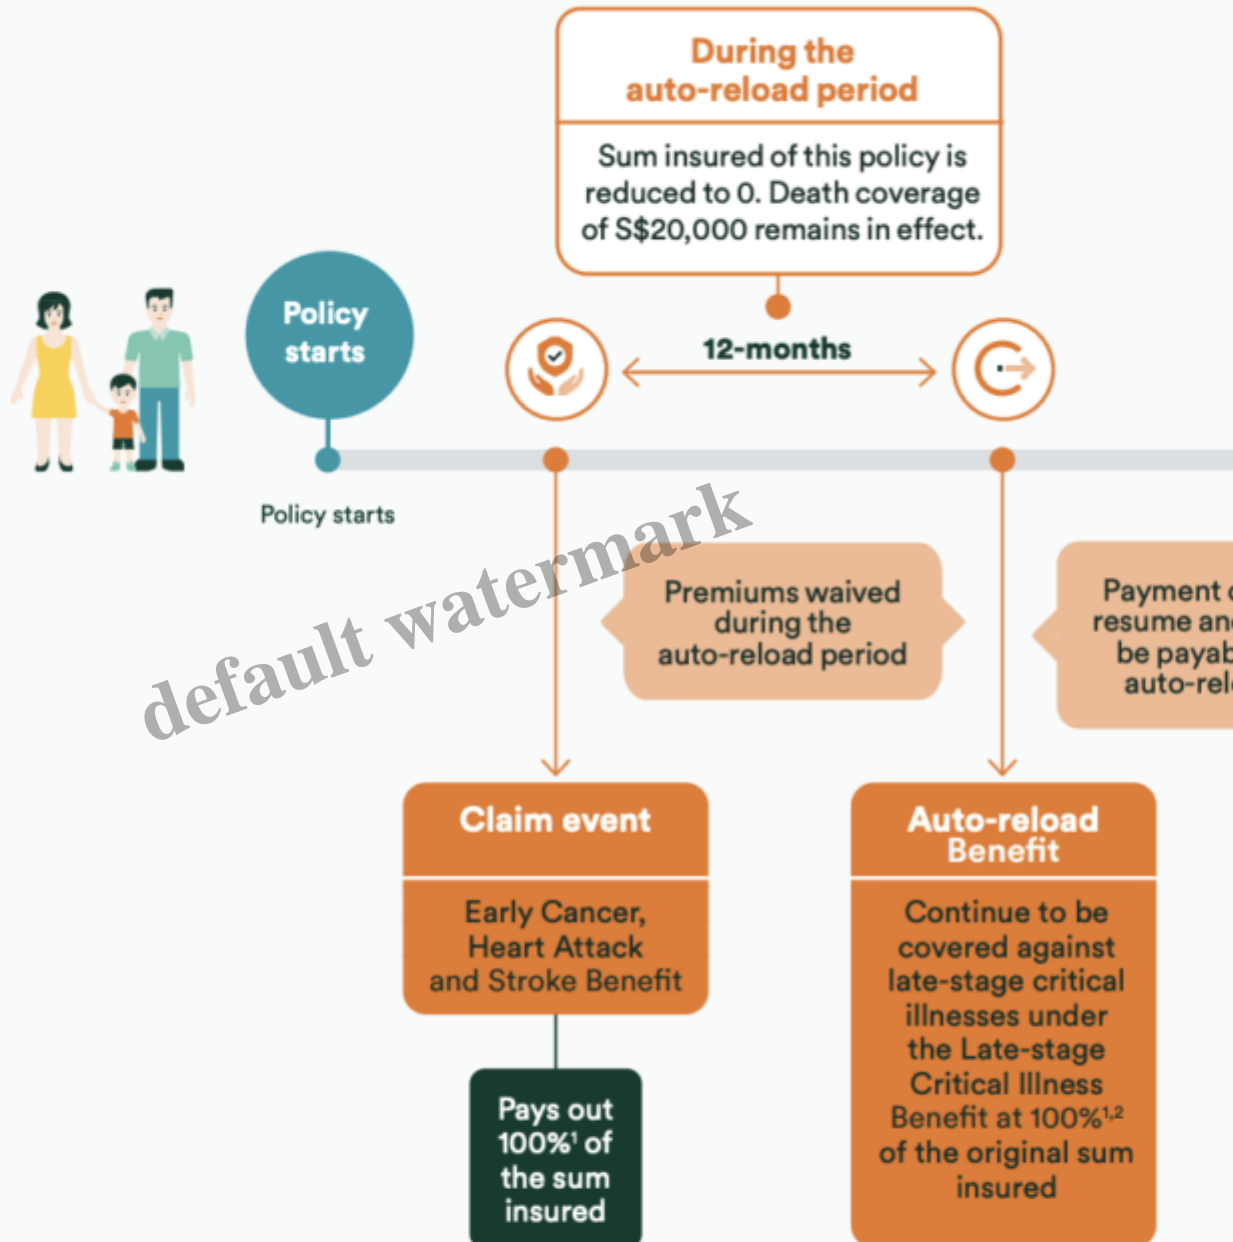 During the
auto-reload period
Sum insured of this policy is
reduced to 0. Death coverage
of S$20,000 remains in effect.
Policy
starts
12-months
Policy starts
default watermark
Premiums waived
during the
auto-reload period
Payment
resume
be
Claim event
Early Cancer,
Heart Attack
and Stroke Benefit
Pays out
100%¹ of
the sum
insured
Auto-reload
Benefit
Continue to be
covered against
late-stage critical
illnesses under
the Late-stage
Critical Illness
Benefit at 100%¹,²
of the original sum
insured